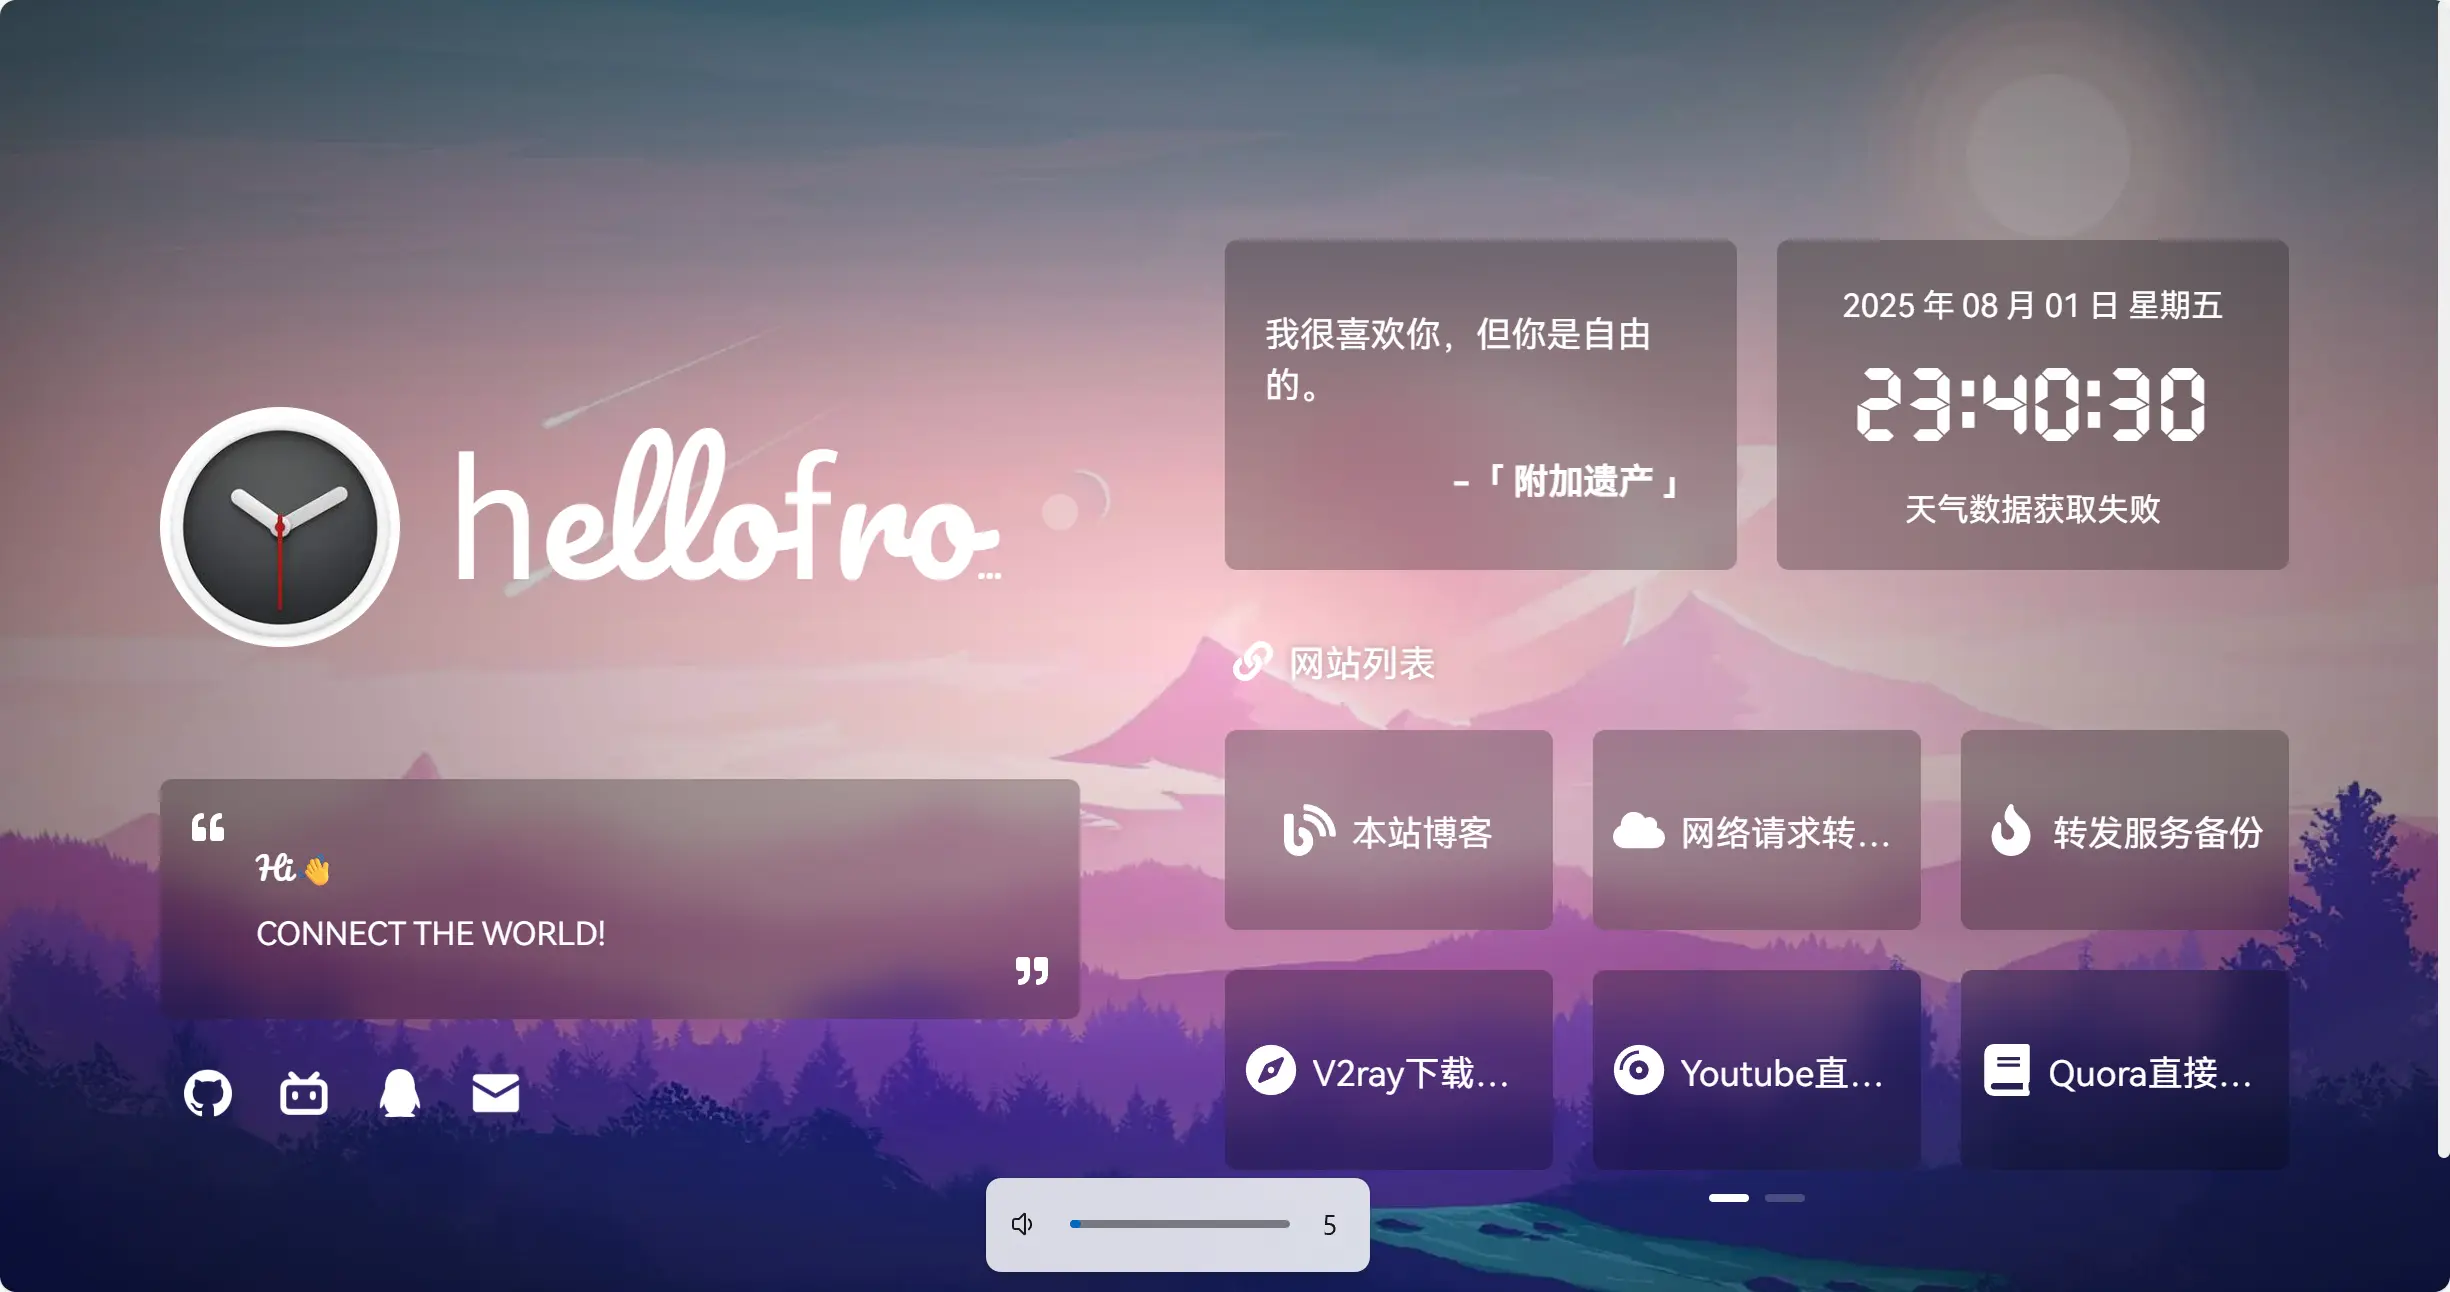 hellofro...
Hi 👋
CONNECT THE WORLD!
我很喜欢你，但你是自由
的。
-「 附加遗产 」
2025 年 08 月 01 日 星期五
23:40:30
天气数据获取失败
网站列表
本站博客
网络请求转...
转发服务备份
V2ray下载...
Youtube直...
Quora直接...
5